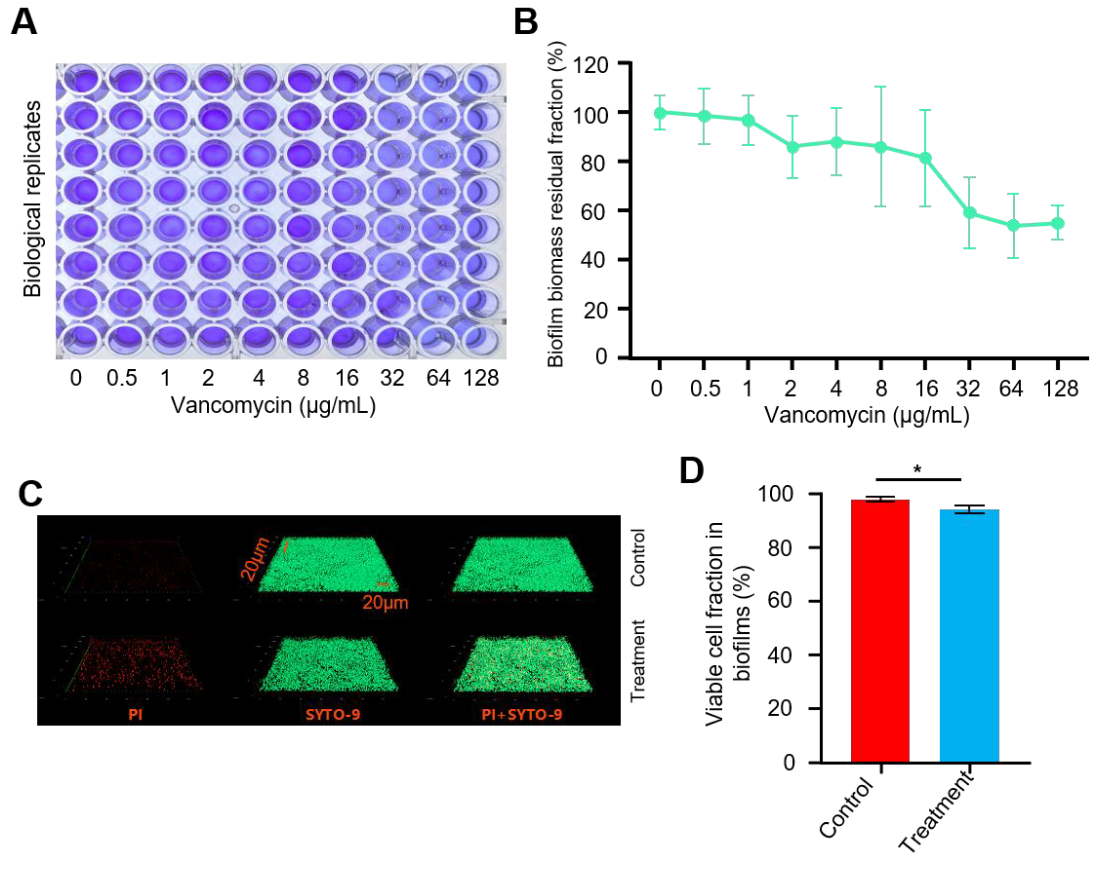 A
Biological replicates
0 0.5 1 2 4 8 16 32 64 128
Vancomycin (µg/mL)
B
Biofilm biomass residual fraction (%)
120
100
80
60
40
20
0
0 0.5 1 2 4 8 16 32 64 128
Vancomycin (µg/mL)
C
20µm
20µm
Control
Treatment
PI
SYTO-9
PI+SYTO-9
D
Viable cell fraction in
biofilms (%)
100
80
60
40
20
0
*
Control
Treatment